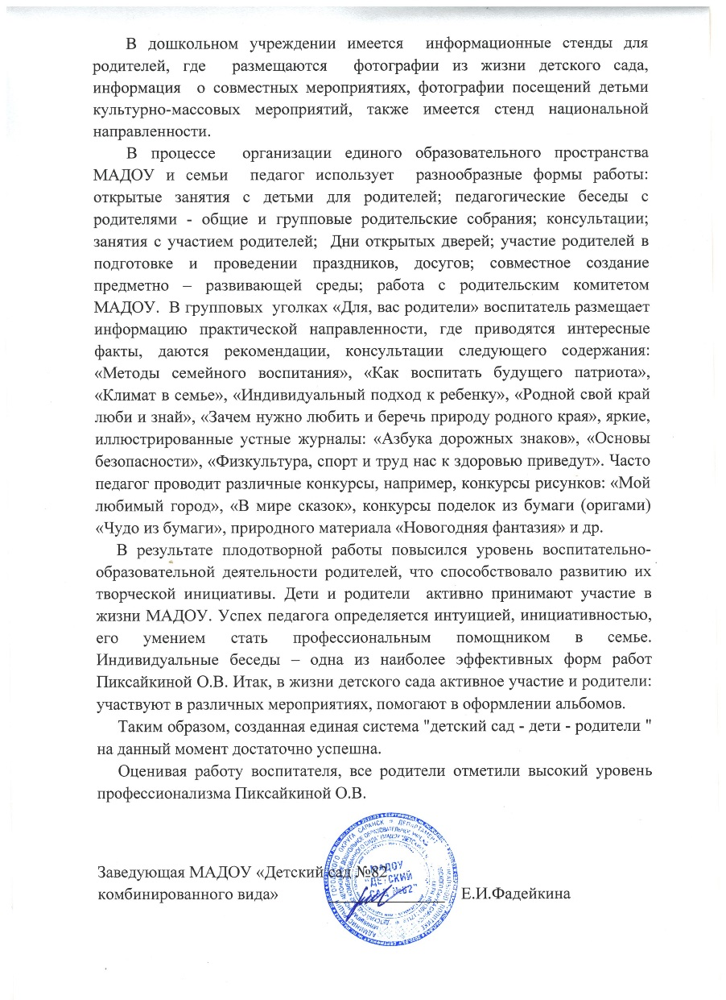 В дошкольном учреждении имеется информационные стенды для
родителей, где размещаются фотографии из жизни детского сада,
информация о совместных мероприятиях, фотографии посещений детьми
культурно-массовых мероприятий, также имеется стенд национальной
направленности.
В процессе организации единого образовательного пространства
МАДОУ и семьи педагог использует разнообразные формы работы:
открытые занятия с детьми для родителей; педагогические беседы с
родителями - общие и групповые родительские собрания; консультации;
занятия с участием родителей; Дни открытых дверей; участие родителей в
подготовке и проведении праздников, досугов; совместное создание
предметно – развивающей среды; работа с родительским комитетом
МАДОУ. В групповых уголках «Для, вас родители» воспитатель размещает
информацию практической направленности, где приводятся интересные
факты, даются рекомендации, консультации следующего содержания:
«Методы семейного воспитания», «Как воспитать будущего патриота»,
«Климат в семье», «Индивидуальный подход к ребенку», «Родной свой край
люби и знай», «Зачем нужно любить и беречь природу родного края», яркие,
иллюстрированные устные журналы: «Азбука дорожных знаков», «Основы
безопасности», «Физкультура, спорт и труд нас к здоровью приведут». Часто
педагог проводит различные конкурсы, например, конкурсы рисунков: «Мой
любимый город», «В мире сказок», конкурсы поделок из бумаги (оригами)
«Чудо из бумаги», природного материала «Новогодняя фантазия» и др.
В результате плодотворной работы повысился уровень воспитательно-
образовательной деятельности родителей, что способствовало развитию их
творческой инициативы. Дети и родители активно принимают участие в
жизни МАДОУ. Успех педагога определяется интуицией, инициативностью,
его умением стать профессиональным помощником в семье.
Индивидуальные беседы – одна из наиболее эффективных форм работ
Пиксайкиной О.В. Итак, в жизни детского сада активное участие и родители:
участвуют в различных мероприятиях, помогают в оформлении альбомов.
Таким образом, созданная единая система "детский сад - дети - родители "
на данный момент достаточно успешна.
Оценивая работу воспитателя, все родители отметили высокий уровень
профессионализма Пиксайкиной О.В.
Заведующая МАДОУ «Детский сад №82
комбинированного вида» Е.И.Фадейкина
МАДОУ
"ДЕТСКИЙ
САД №82"